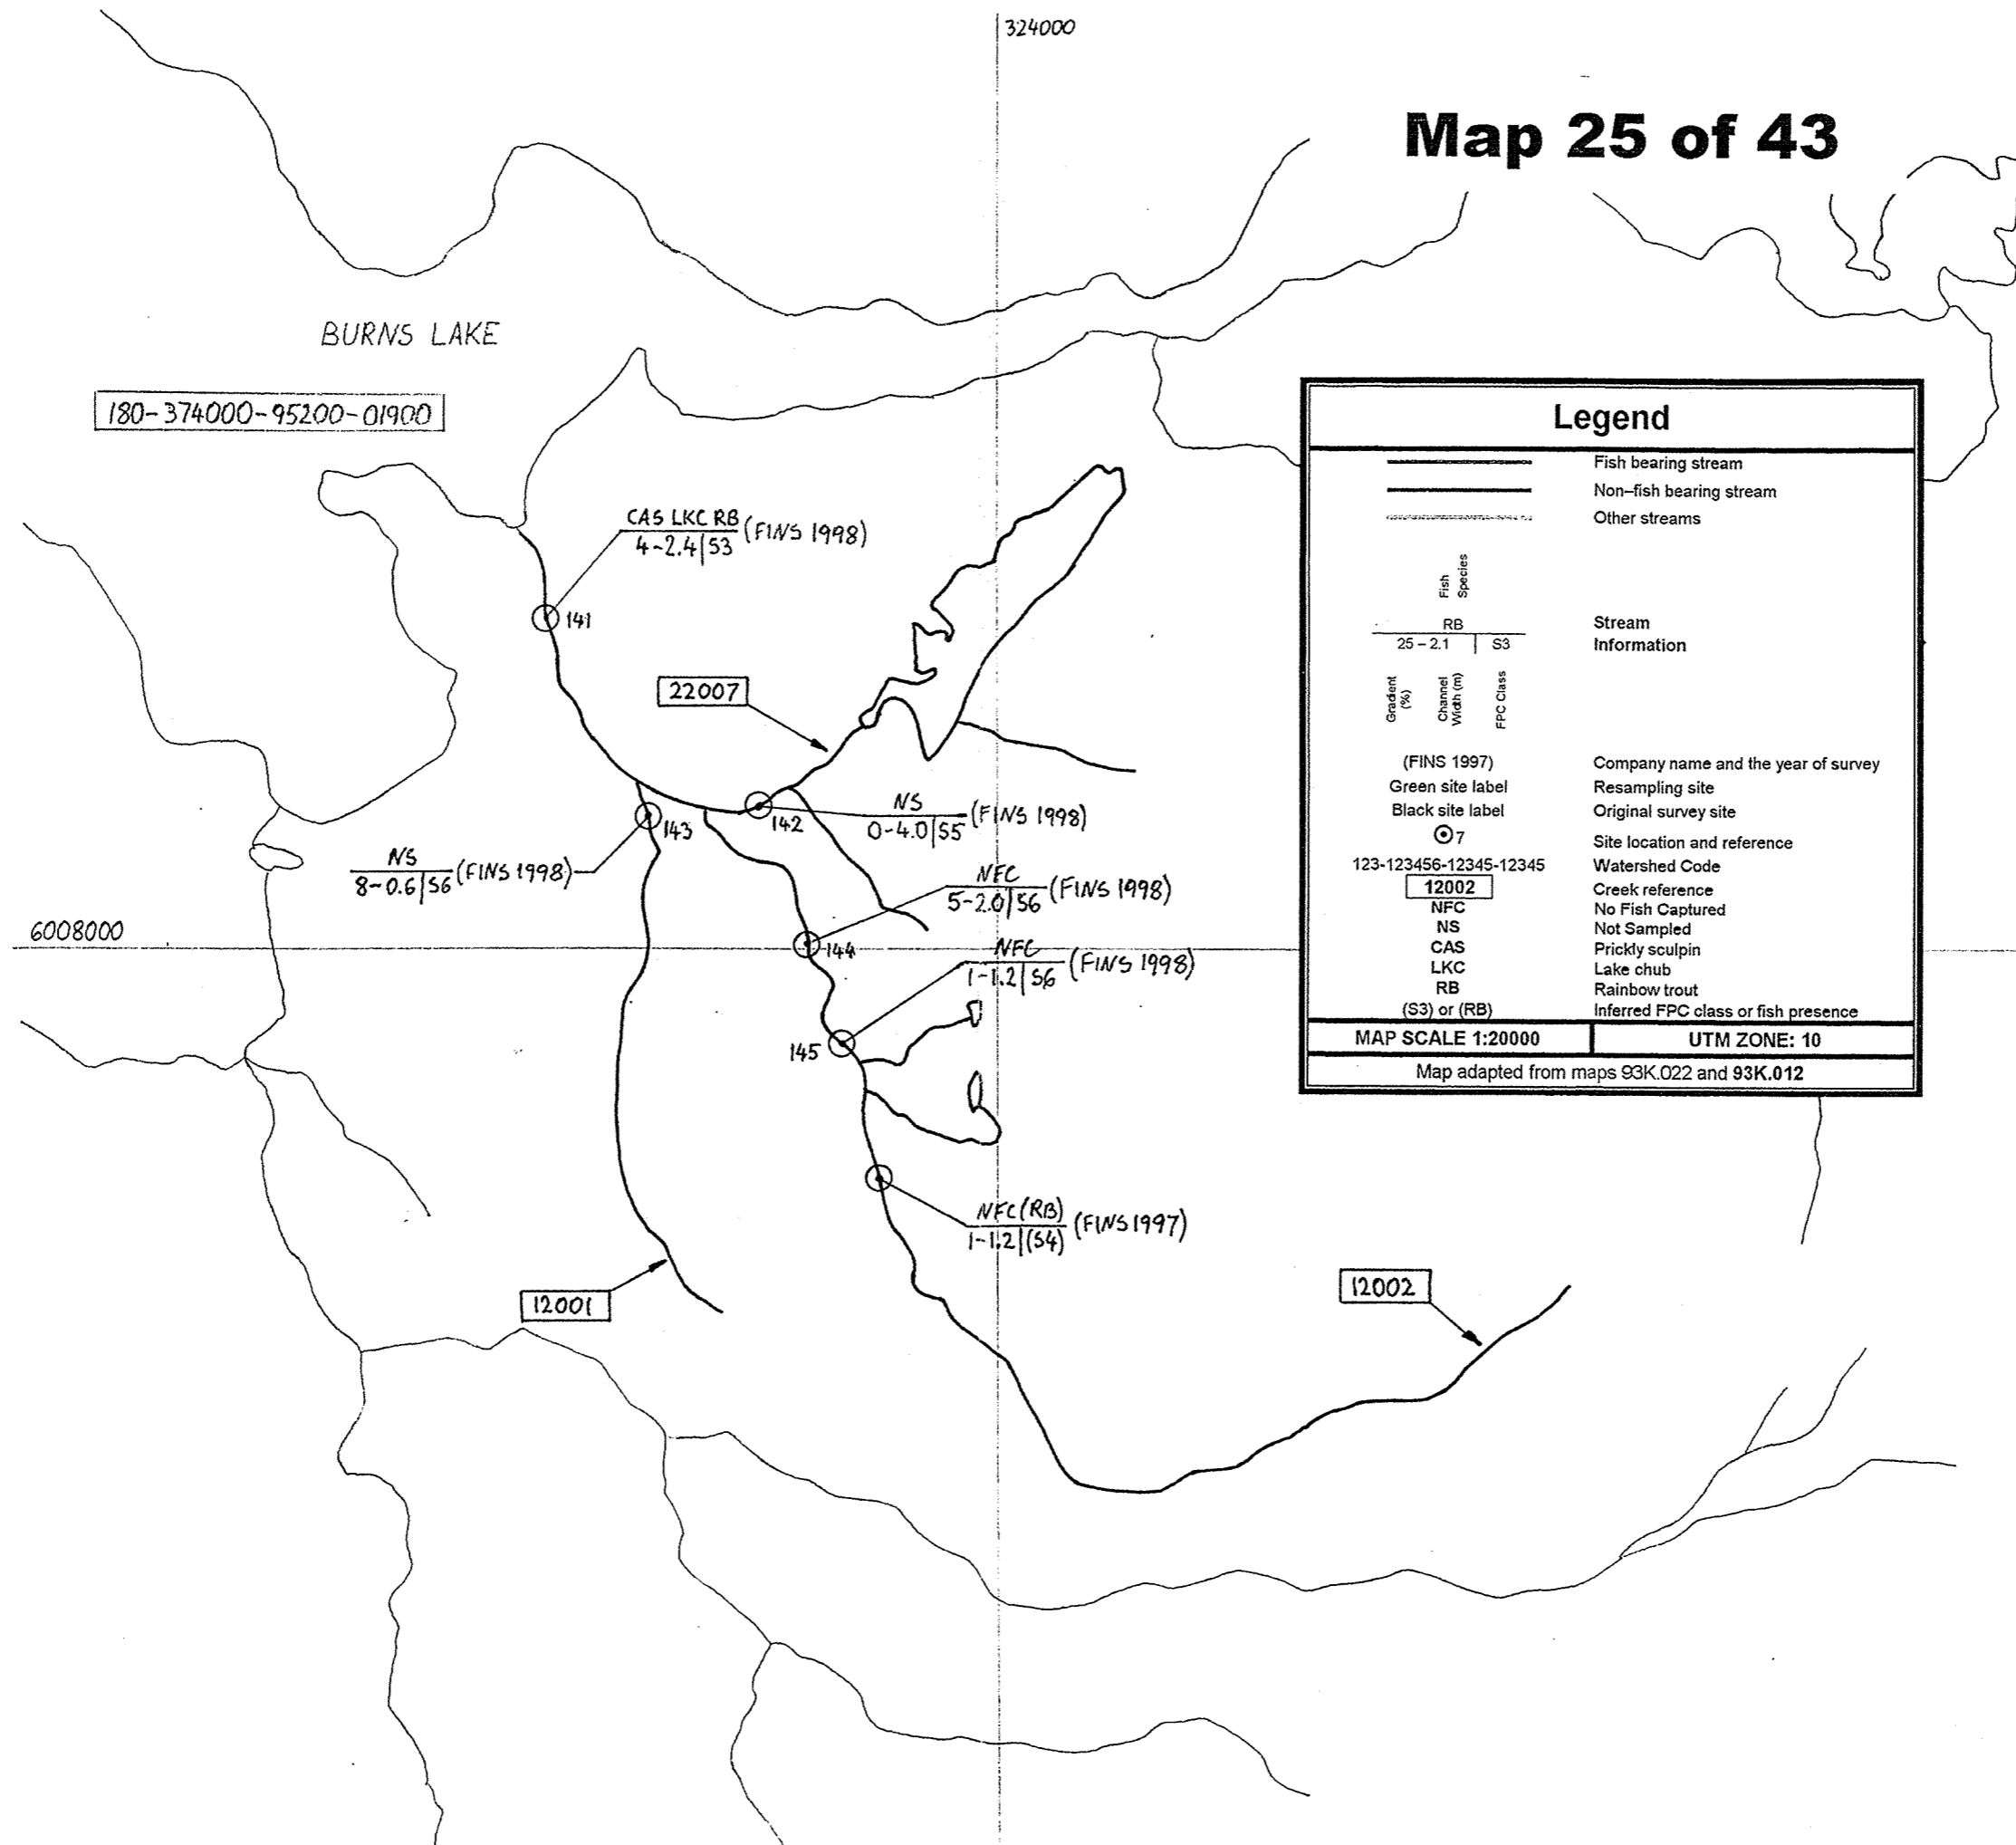 324000
Map 25 of 43
BURNS LAKE
180-374000-95200-01900
CAS LKC RB (FINS 1998)
4-2.4|S3
141
22007
142
NS (FINS 1998)
0-4.0|S5
143
NS (FINS 1998)
8-0.6|S6
NFC (FINS 1998)
5-2.0|S6
6008000
144
NFC (FINS 1998)
1-1.2|S6
145
NFC(RB) (FINS 1997)
1-1.2|(S4)
12001
12002
Legend
Fish bearing stream
Non-fish bearing stream
Other streams
Fish
Species
RB Stream
25 – 2.1 | S3 Information
Gradient
(%)
Channel
Width (m)
FPC Class
(FINS 1997) Company name and the year of survey
Green site label Resampling site
Black site label Original survey site
7 Site location and reference
123-123456-12345-12345 Watershed Code
12002 Creek reference
NFC No Fish Captured
NS Not Sampled
CAS Prickly sculpin
LKC Lake chub
RB Rainbow trout
(S3) or (RB) Inferred FPC class or fish presence
MAP SCALE 1:20000 UTM ZONE: 10
Map adapted from maps 93K.022 and 93K.012